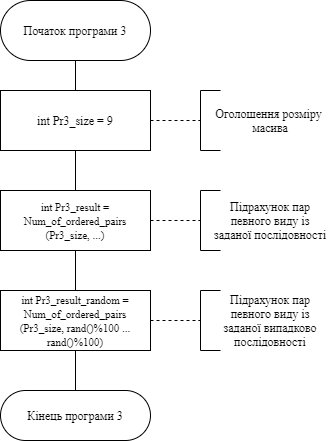 Початок програми 3
int Pr3_size = 9
Оголошення розміру
масива
int Pr3_result =
Num_of_ordered_pairs
(Pr3_size, ...)
Підрахунок пар
певного виду із
заданої послідовності
int Pr3_result_random =
Num_of_ordered_pairs
(Pr3_size, rand()%100 ...
rand()%100)
Підрахунок пар
певного виду із
заданої випадково
послідовності
Кінець програми 3